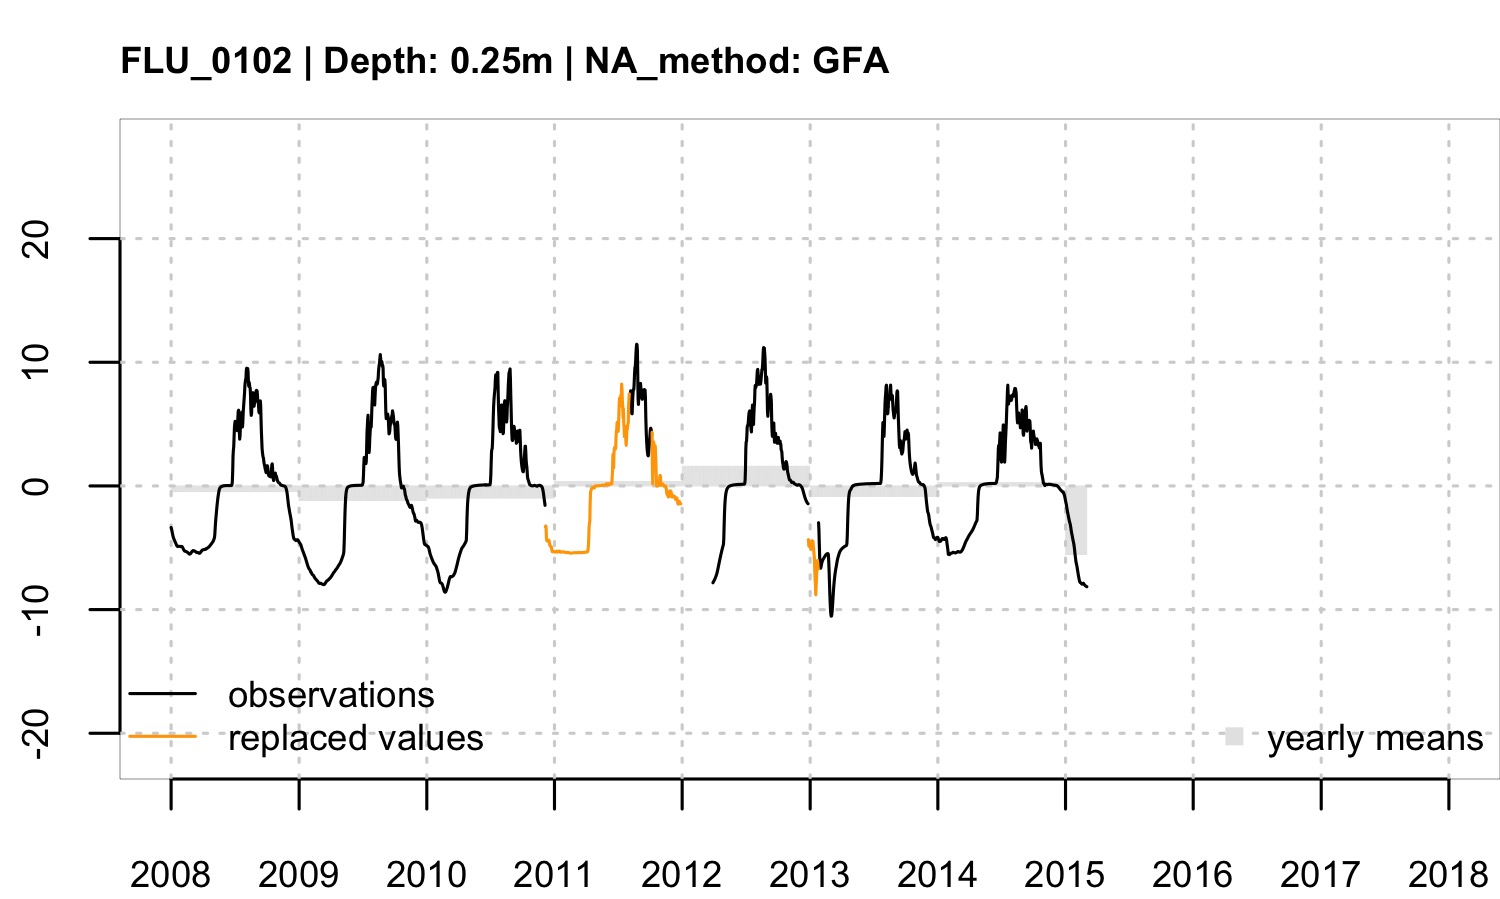 FLU_0102 | Depth: 0.25m | NA_method: GFA
20
10
0
-10
-20
observations
replaced values
yearly means
2008 2009 2010 2011 2012 2013 2014 2015 2016 2017 2018